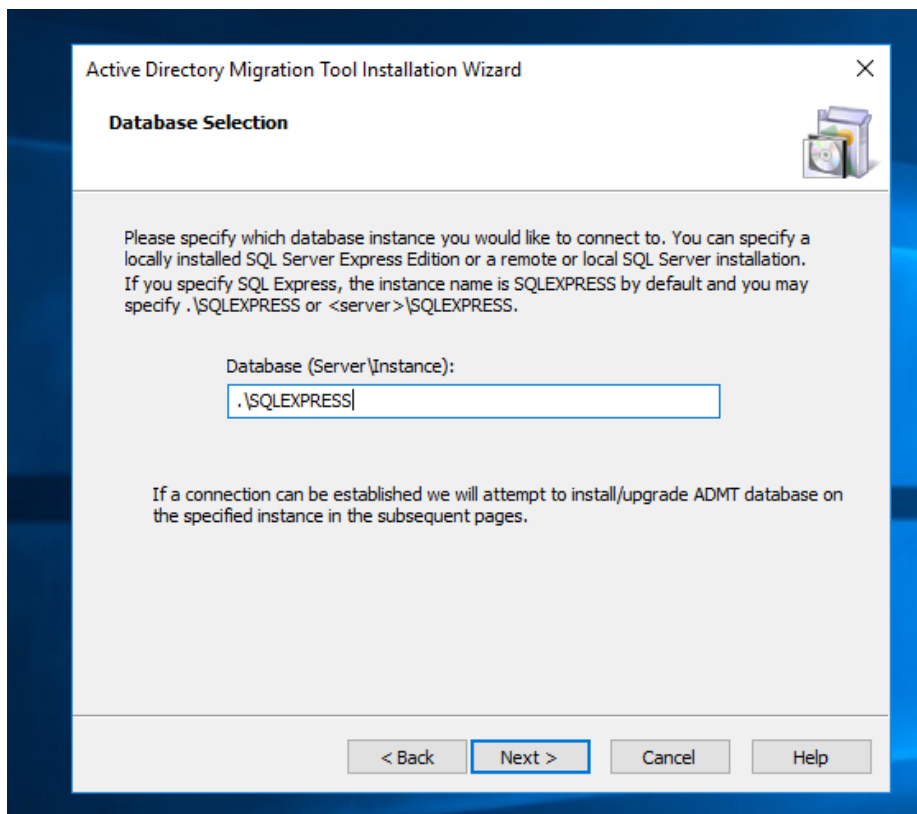 Active Directory Migration Tool Installation Wizard
Database Selection
Please specify which database instance you would like to connect to. You can specify a
locally installed SQL Server Express Edition or a remote or local SQL Server installation.
If you specify SQL Express, the instance name is SQLEXPRESS by default and you may
specify .\SQLEXPRESS or <server>\SQLEXPRESS.
Database (Server\Instance):
.\SQLEXPRESS
If a connection can be established we will attempt to install/upgrade ADMT database on
the specified instance in the subsequent pages.
< Back Next > Cancel Help